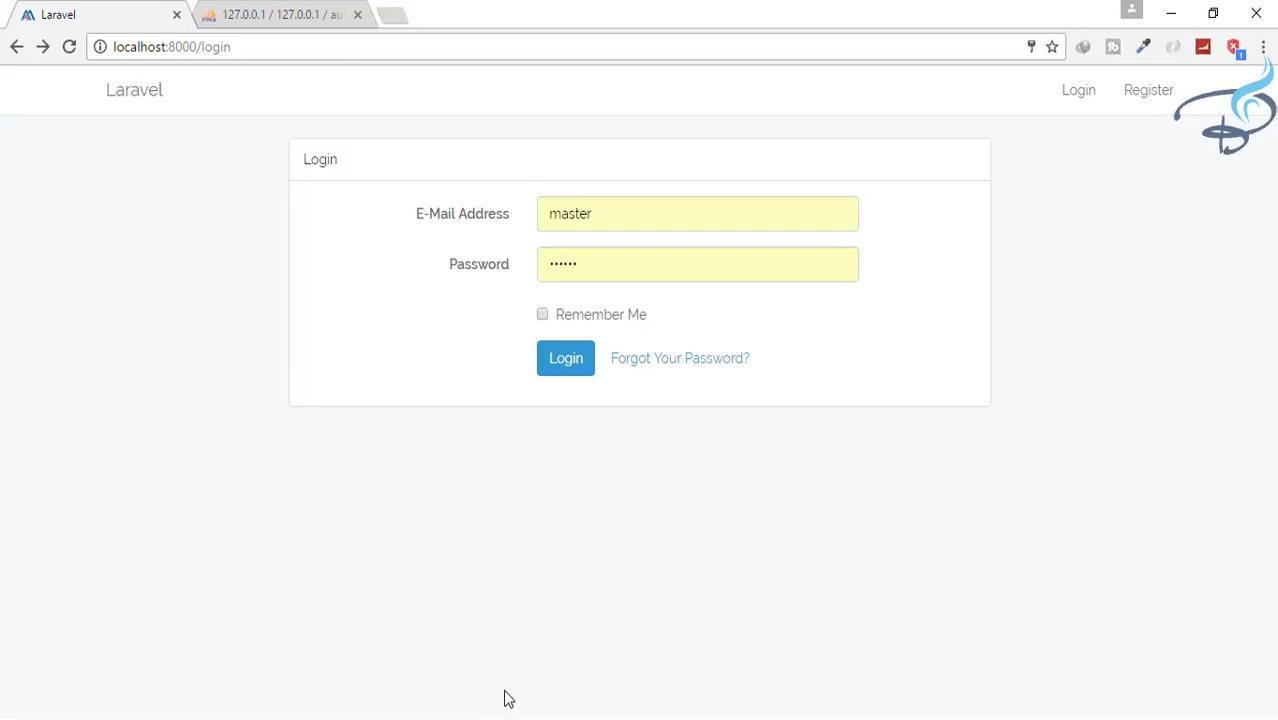 Laravel
127.0.0.1 / 127.0.0.1 / au
localhost:8000/login
1
Laravel
Login
Register
Login
E-Mail Address
master
Password
••••••
Remember Me
Login
Forgot Your Password?